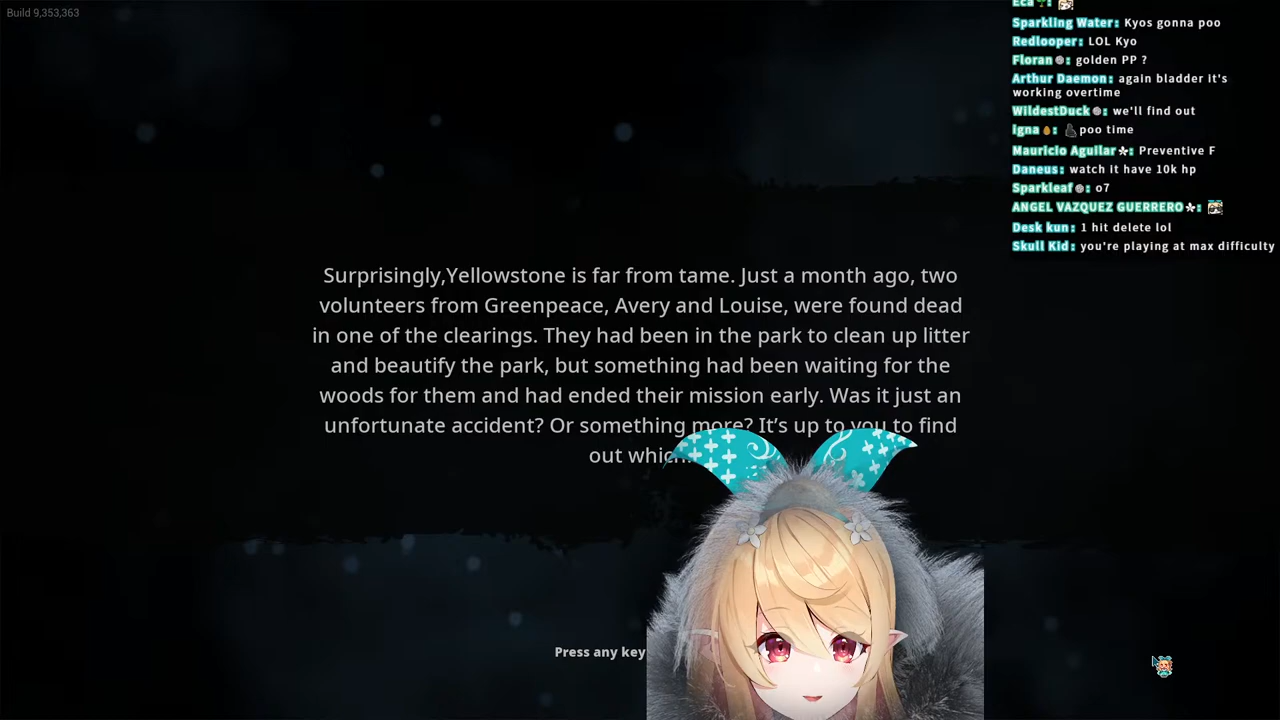 Build 9,353,363
Surprisingly,Yellowstone is far from tame. Just a month ago, two
volunteers from Greenpeace, Avery and Louise, were found dead
in one of the clearings. They had been in the park to clean up litter
and beautify the park, but something had been waiting for the
woods for them and had ended their mission early. Was it just an
unfortunate accident? Or something more? It’s up to you to find
out which.
Press any key
Eca:
Sparkling Water: Kyos gonna poo
Redlooper: LOL Kyo
Floran: golden PP ?
Arthur Daemon: again bladder it's
working overtime
WildestDuck: we'll find out
igna: poo time
Mauricio Aguilar: Preventive F
Daneus: watch it have 10k hp
Sparkleaf: o7
ANGEL VAZQUEZ GUERRERO:
Desk kun: 1 hit delete lol
Skull Kid: you're playing at max difficulty